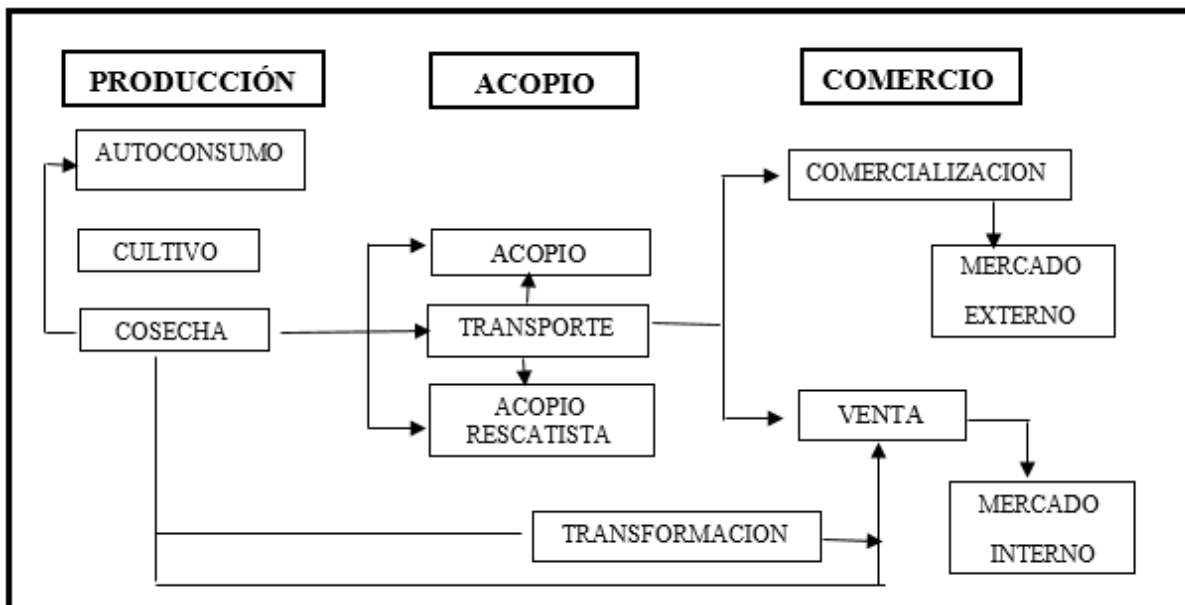 PRODUCCIÓN
ACOPIO
COMERCIO
AUTOCONSUMO
CULTIVO
COSECHA
ACOPIO
TRANSPORTE
ACOPIO
RESCATISTA
TRANSFORMACION
COMERCIALIZACION
MERCADO
EXTERNO
VENTA
MERCADO
INTERNO